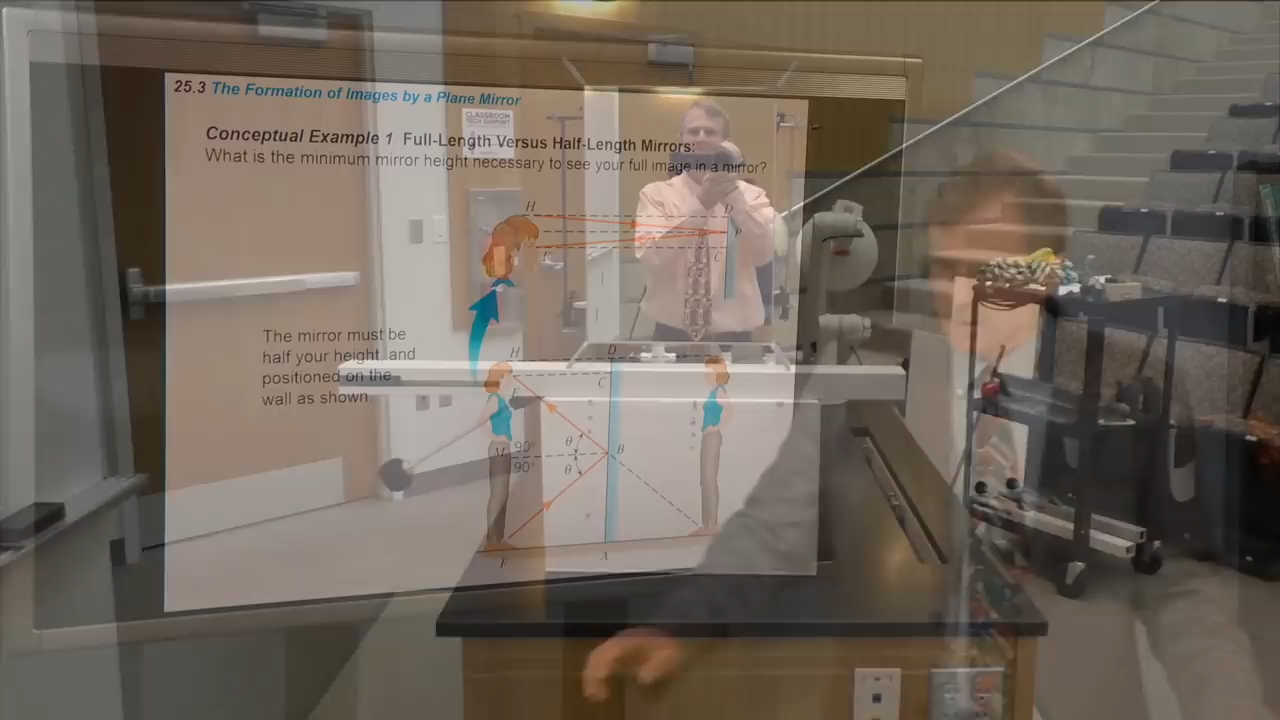 25.3 The Formation of Images by a Plane Mirror
CLASSROOM
TECH SUPPORT
Conceptual Example 1 Full-Length Versus Half-Length Mirrors:
What is the minimum mirror height necessary to see your full image in a mirror?
H
D
P
E
C
The mirror must be
half your height, and
positioned on the
wall as shown
H
D
C
E
M
90°
90°
θ
θ
B
F
A